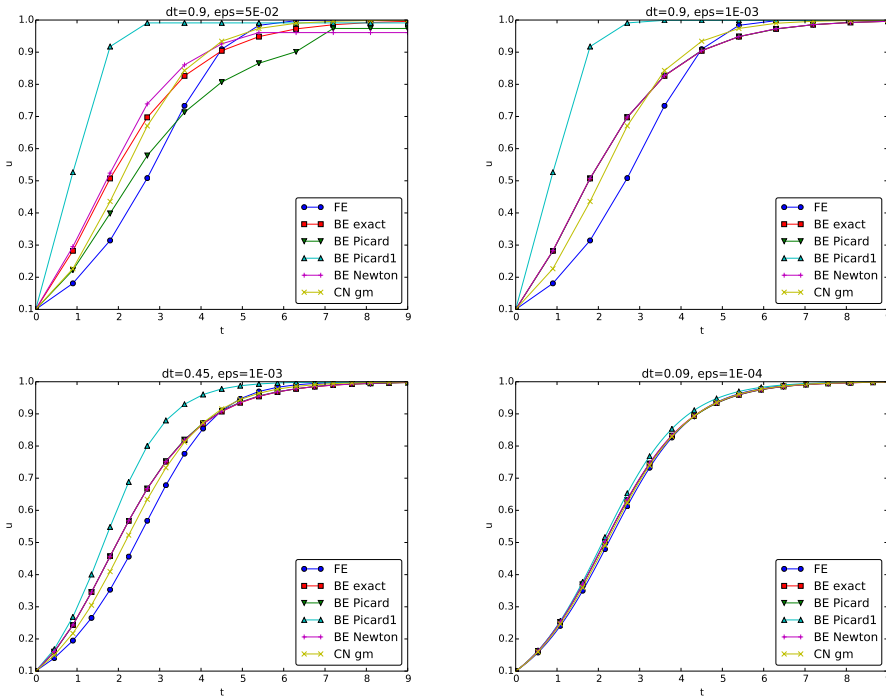 dt=0.9, eps=5E-02
1.0
0.9
0.8
0.7
0.6
0.5
0.4
0.3
0.2
0.1
u
0 1 2 3 4 5 6 7 8 9
t
FE
BE exact
BE Picard
BE Picard1
BE Newton
CN gm
dt=0.9, eps=1E-03
1.0
0.9
0.8
0.7
0.6
0.5
0.4
0.3
0.2
0.1
u
0 1 2 3 4 5 6 7 8
t
FE
BE exact
BE Picard
BE Picard1
BE Newton
CN gm
dt=0.45, eps=1E-03
1.0
0.9
0.8
0.7
0.6
0.5
0.4
0.3
0.2
0.1
u
0 1 2 3 4 5 6 7 8 9
t
FE
BE exact
BE Picard
BE Picard1
BE Newton
CN gm
dt=0.09, eps=1E-04
1.0
0.9
0.8
0.7
0.6
0.5
0.4
0.3
0.2
0.1
u
0 1 2 3 4 5 6 7 8
t
FE
BE exact
BE Picard
BE Picard1
BE Newton
CN gm